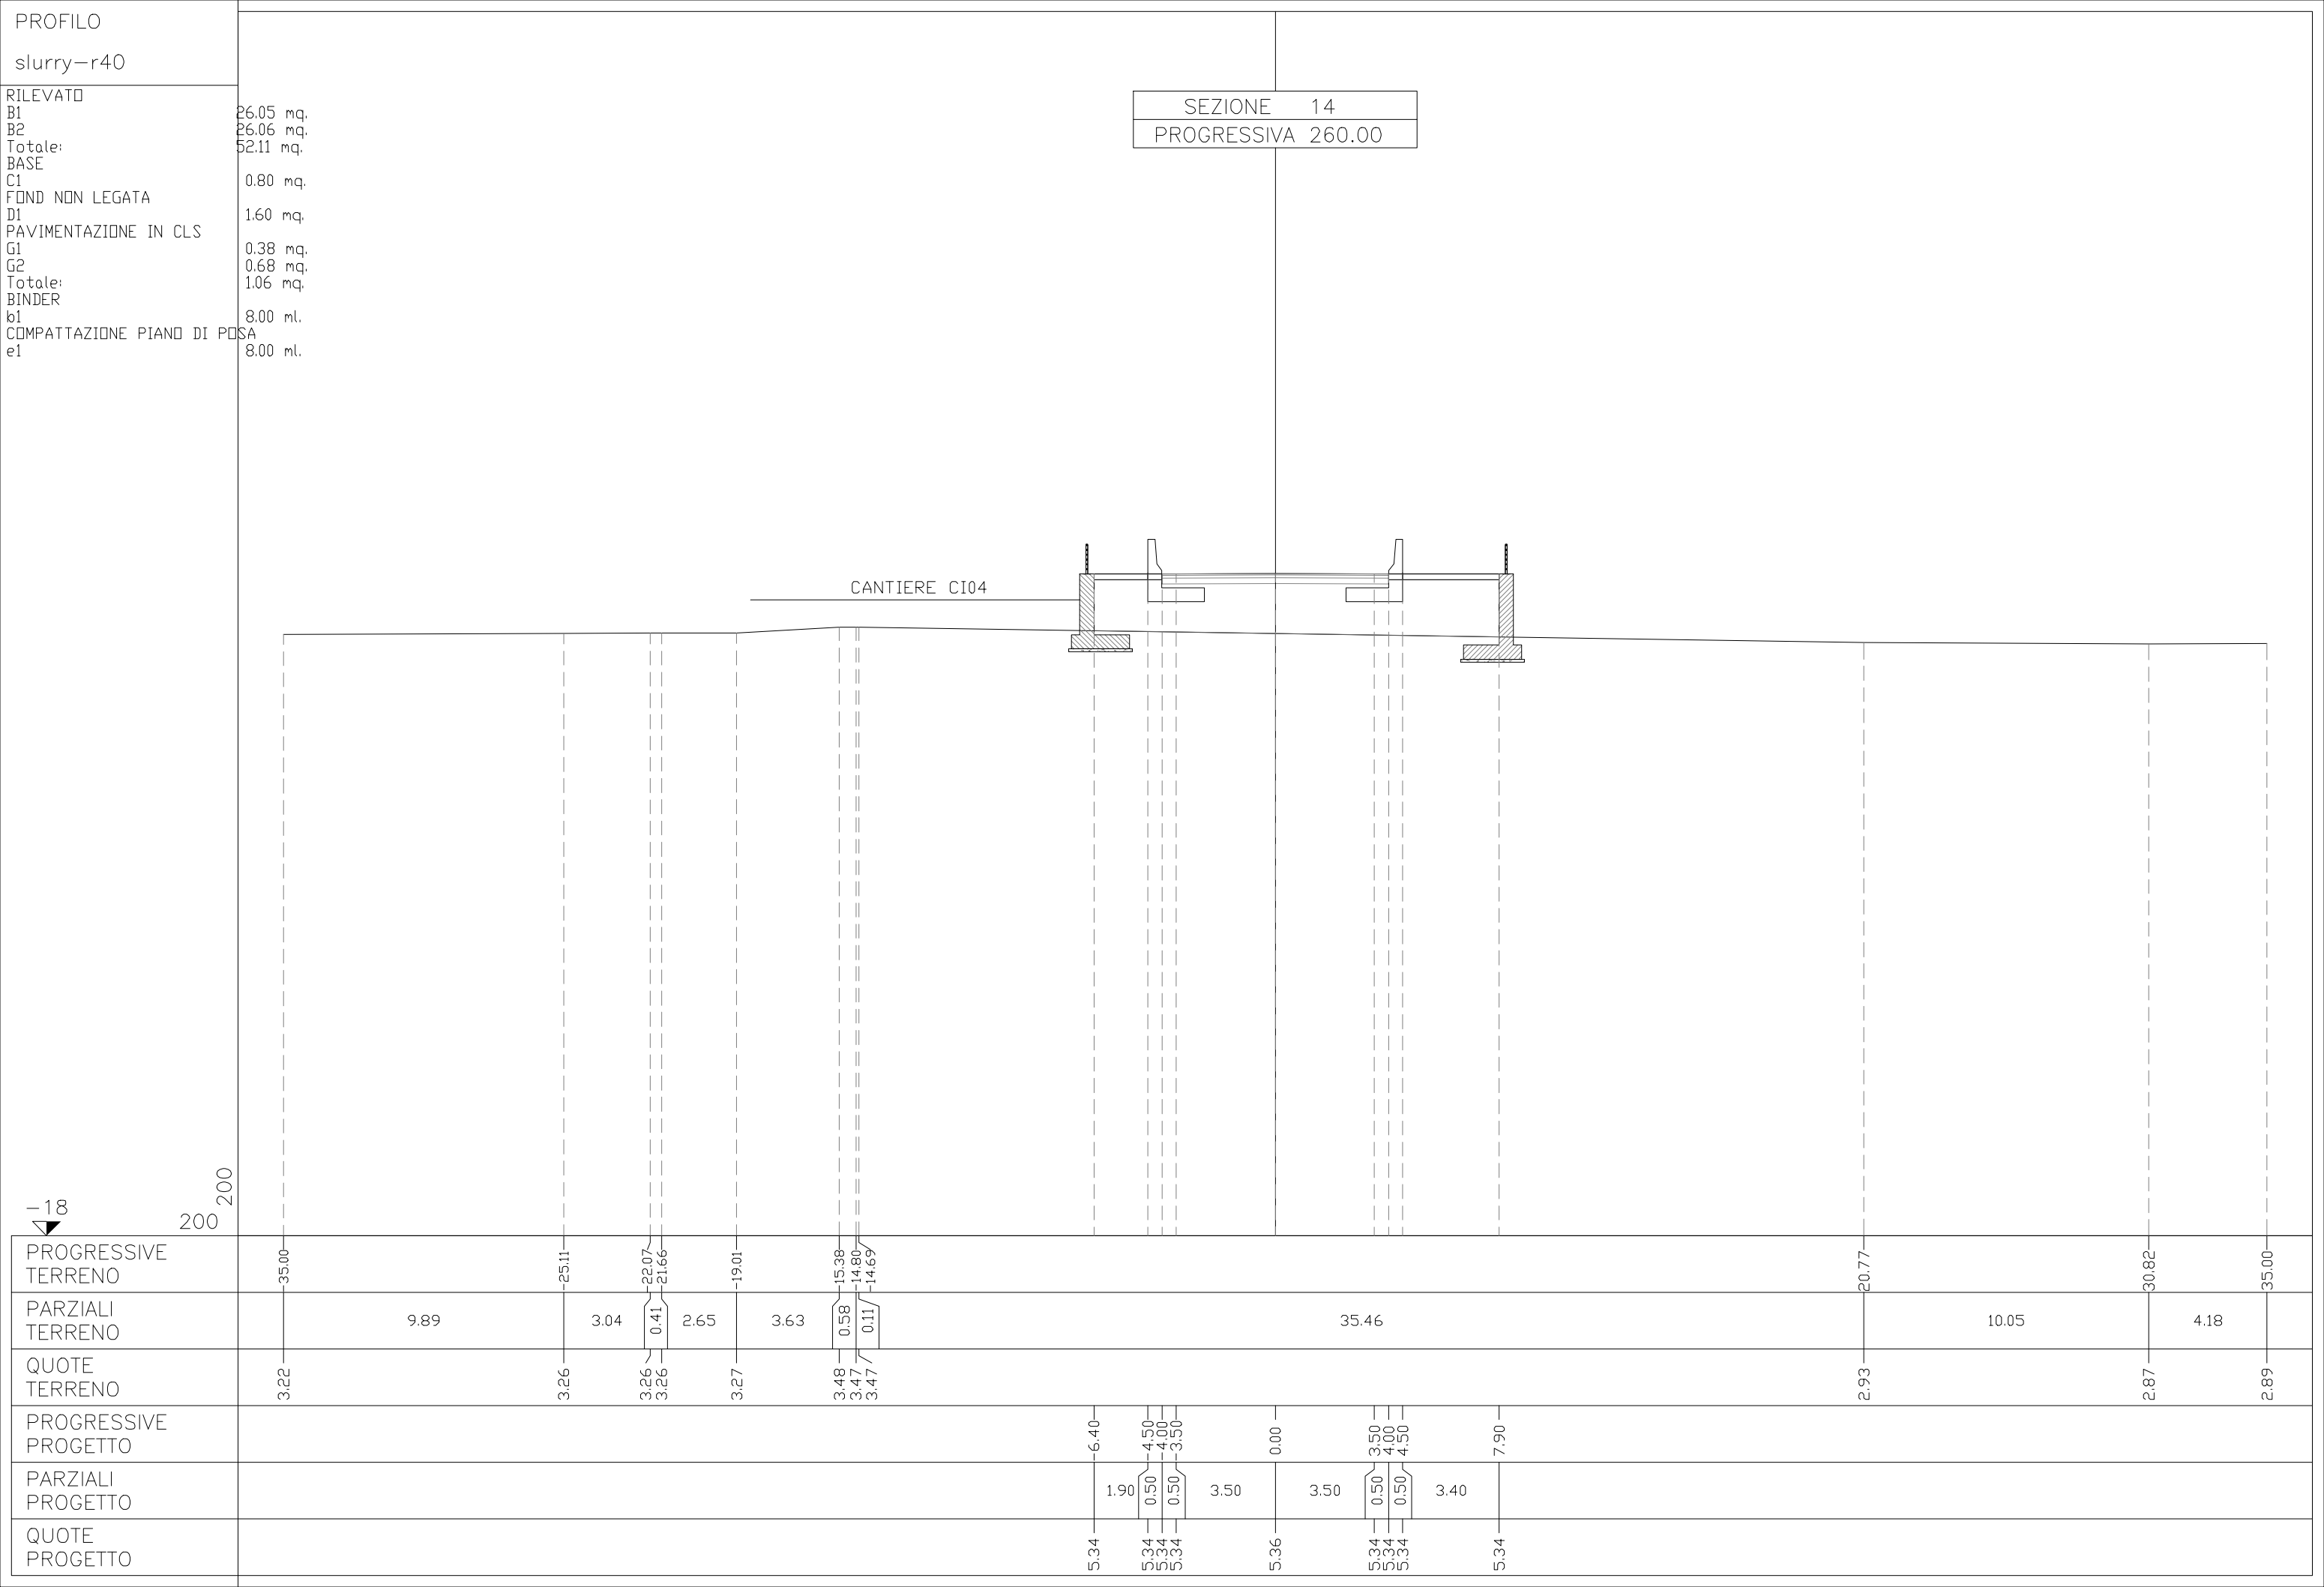 PROFILO
slurry-r40
RILEVATO
B1 26.05 mq.
B2 26.06 mq.
Totale: 52.11 mq.
BASE
C1 0.80 mq.
FOND NON LEGATA
D1 1.60 mq.
PAVIMENTAZIONE IN CLS
G1 0.38 mq.
G2 0.68 mq.
Totale: 1.06 mq.
BINDER
b1 8.00 ml.
COMPATTAZIONE PIANO DI POSA
e1 8.00 ml.
SEZIONE 14
PROGRESSIVA 260.00
CANTIERE CI04
200
-18
200
PROGRESSIVE
TERRENO
-35.00 -25.11 -22.07 -21.66 -19.01 -15.38 -14.80 -14.69 20.77 30.82 35.00
PARZIALI
TERRENO
9.89 3.04 0.41 2.65 3.63 0.58 0.11 35.46 10.05 4.18
QUOTE
TERRENO
3.22 3.26 3.26 3.26 3.27 3.48 3.47 3.47 2.93 2.87 2.89
PROGRESSIVE
PROGETTO
-6.40 -4.50 -4.00 -3.50 0.00 3.50 4.00 4.50 7.90
PARZIALI
PROGETTO
1.90 0.50 0.50 3.50 3.50 0.50 0.50 3.40
QUOTE
PROGETTO
5.34 5.34 5.34 5.34 5.36 5.34 5.34 5.34 5.34